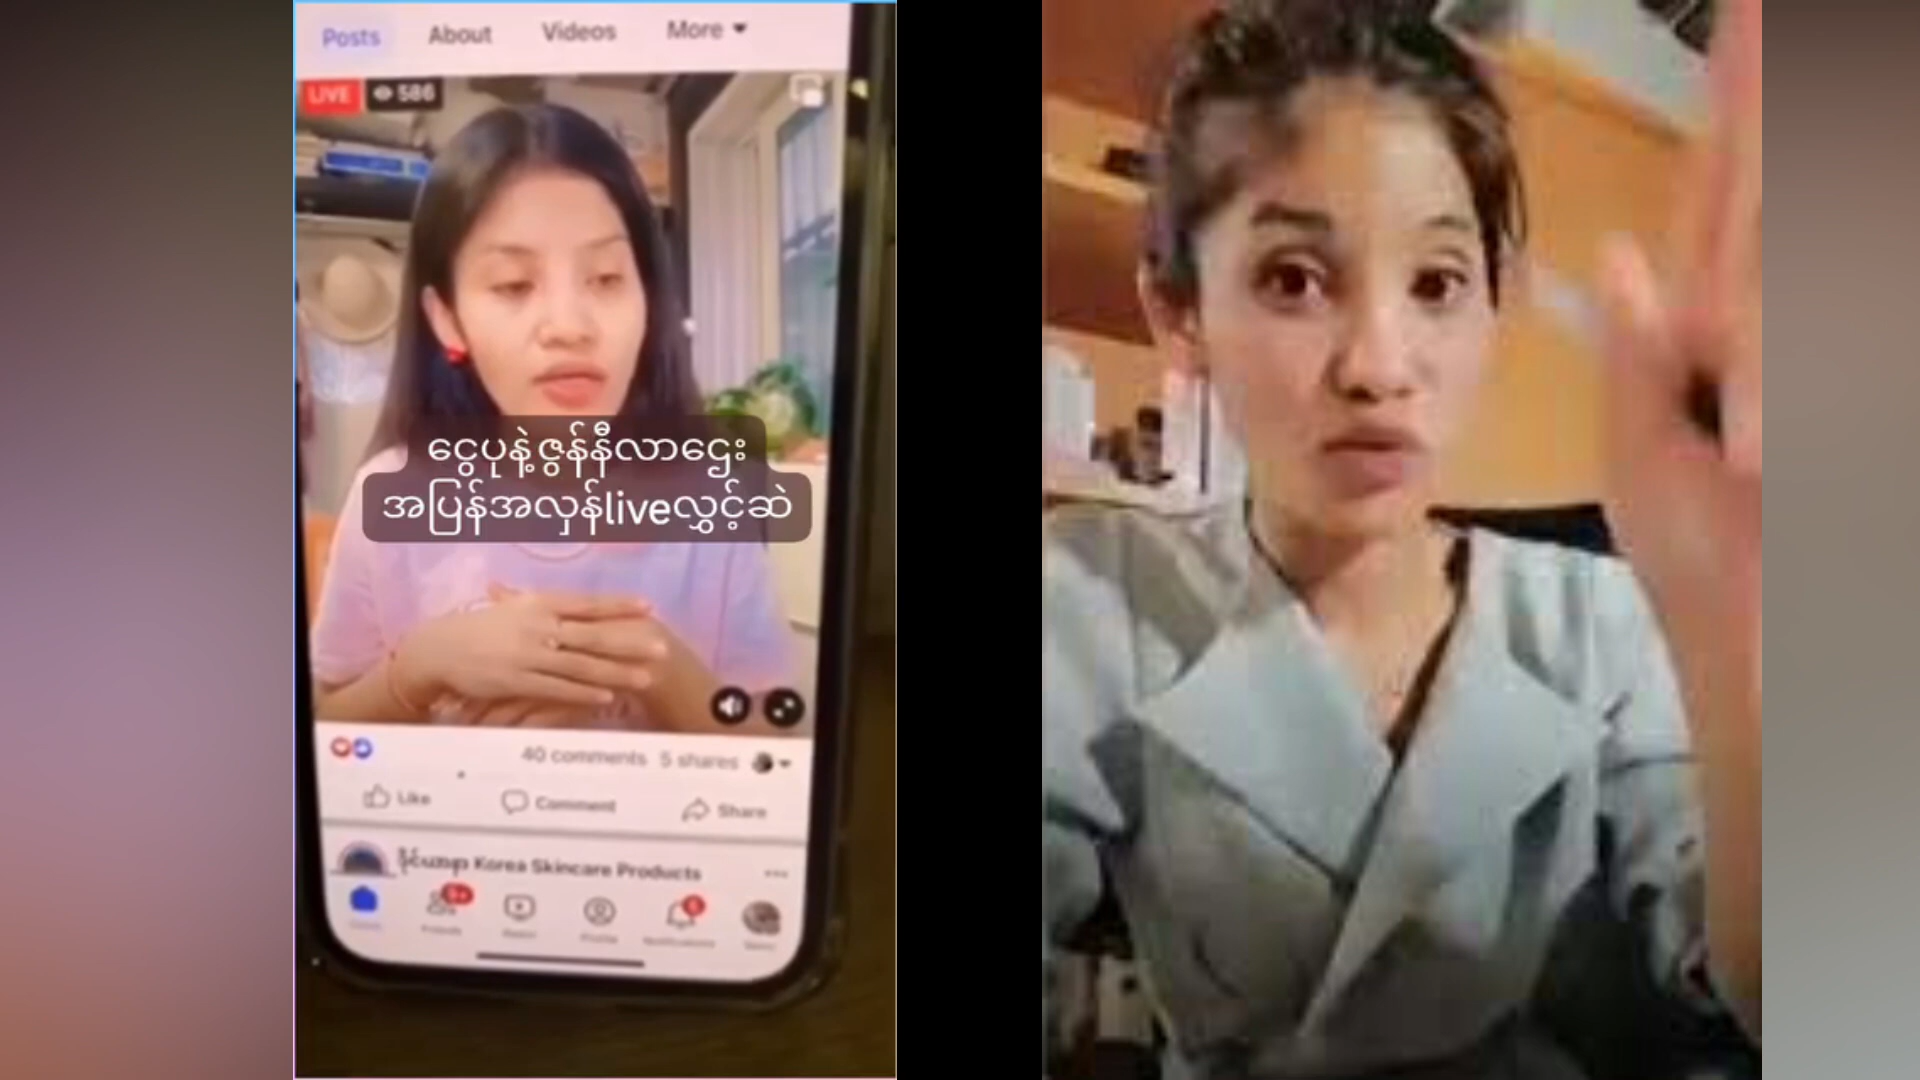 Posts About Videos More
LIVE 586
ငွေပုနဲ့ဇွန်နီလာဌေး
အပြန်အလှန်liveလွှင့်ဆဲ
40 comments 5 shares
Like Comment Share
Korea Skincare Products